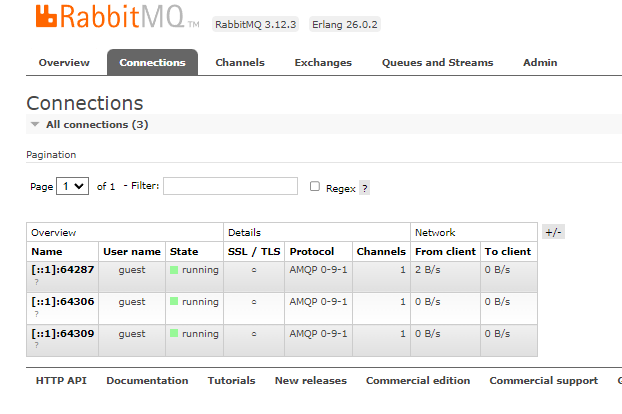 RabbitMQ TM RabbitMQ 3.12.3 Erlang 26.0.2
Overview Connections Channels Exchanges Queues and Streams Admin
Connections
All connections (3)
Pagination
Page 1 of 1 - Filter: Regex ?
Overview Details Network +/-
Name User name State SSL / TLS Protocol Channels From client To client
[::1]:64287 guest running ○ AMQP 0-9-1 1 2 B/s 0 B/s
?
[::1]:64306 guest running ○ AMQP 0-9-1 1 0 B/s 0 B/s
?
[::1]:64309 guest running ○ AMQP 0-9-1 1 0 B/s 0 B/s
?
HTTP API Documentation Tutorials New releases Commercial edition Commercial support